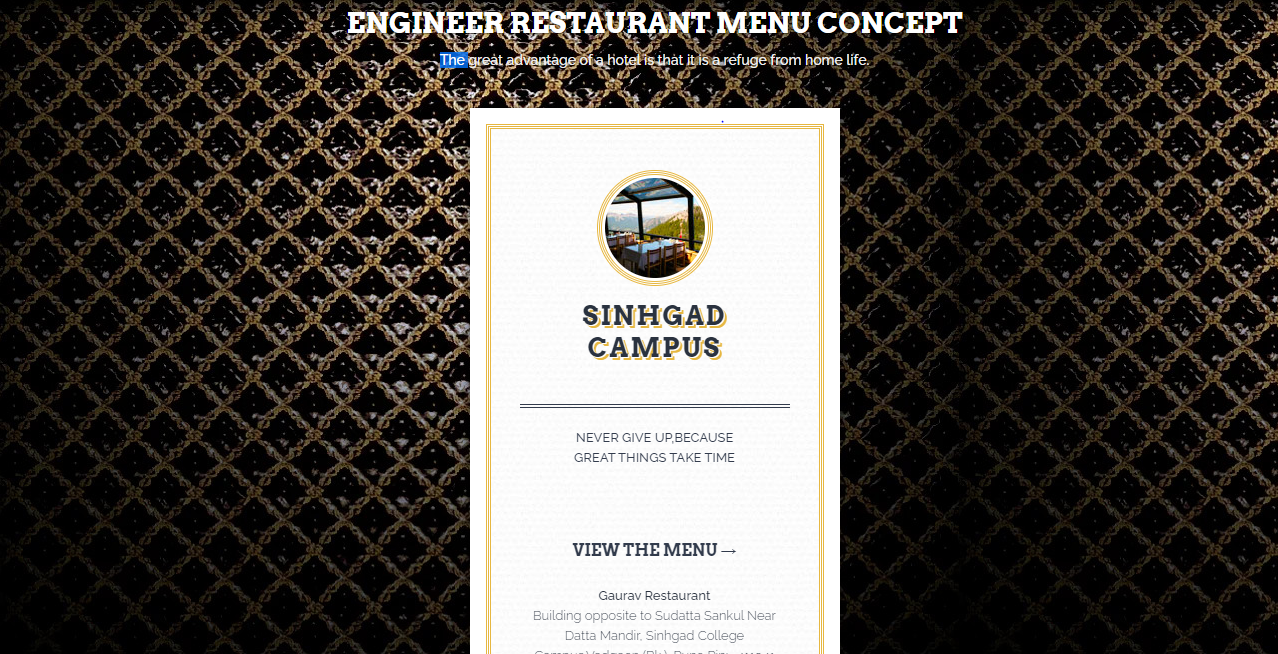 ENGINEER RESTAURANT MENU CONCEPT
The great advantage of a hotel is that it is a refuge from home life.
SINHGAD
CAMPUS
NEVER GIVE UP,BECAUSE
GREAT THINGS TAKE TIME
VIEW THE MENU →
Gaurav Restaurant
Building opposite to Sudatta Sankul Near
Datta Mandir, Sinhgad College